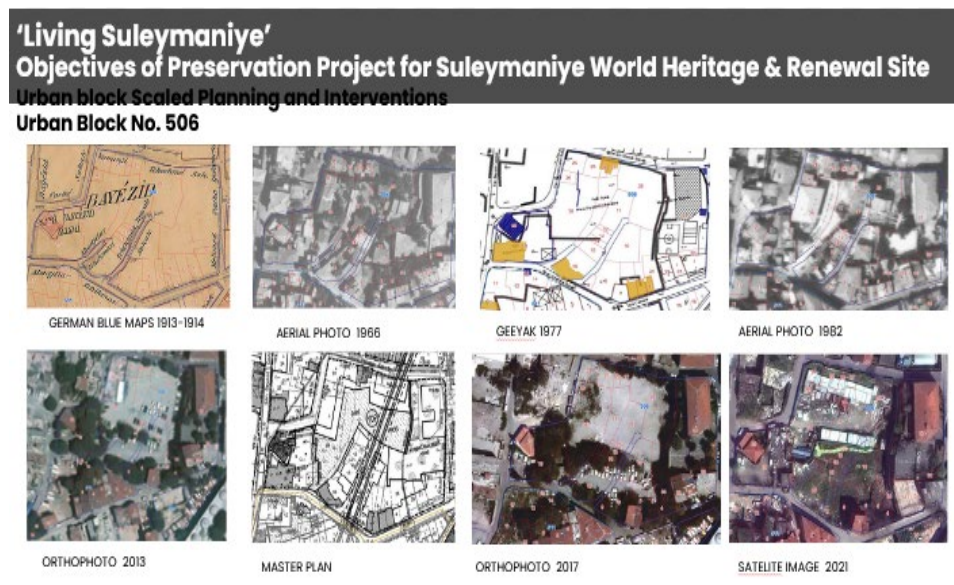 ‘Living Suleymaniye’
Objectives of Preservation Project for Suleymaniye World Heritage & Renewal Site
Urban block Scaled Planning and Interventions
Urban Block No. 506
BAYÉZID
GERMAN BLUE MAPS 1913-1914
AERIAL PHOTO 1966
GEEYAK 1977
AERIAL PHOTO 1982
ORTHOPHOTO 2013
MASTER PLAN
ORTHOPHOTO 2017
SATELITE IMAGE 2021